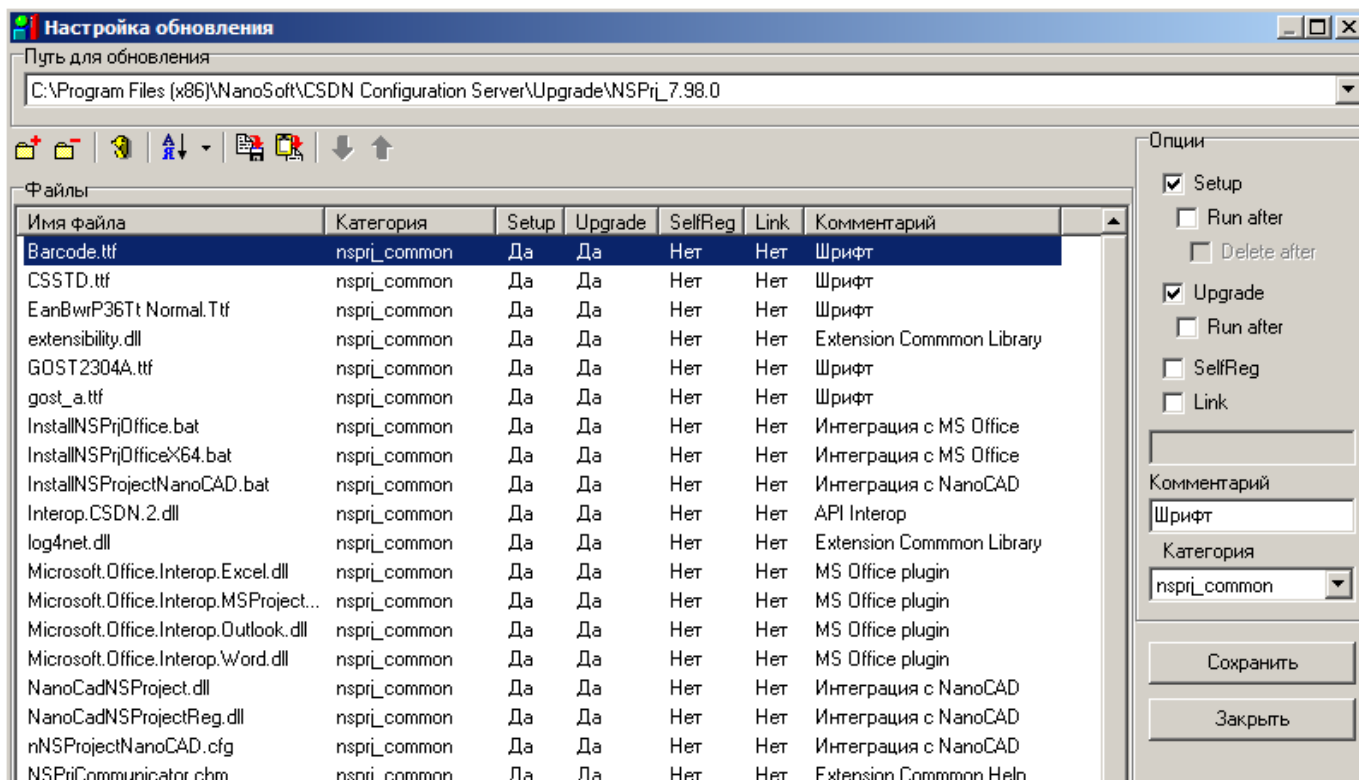 Настройка обновления
Путь для обновления
C:\Program Files (x86)\NanoSoft\CSDN Configuration Server\Upgrade\NSPrj_7.98.0
Файлы
Имя файла Категория Setup Upgrade SelfReg Link Комментарий
Barcode.ttf nsprj_common Да Да Нет Нет Шрифт
CSSTD.ttf nsprj_common Да Да Нет Нет Шрифт
EanBwrP36Tt Normal.Ttf nsprj_common Да Да Нет Нет Шрифт
extensibility.dll nsprj_common Да Да Нет Нет Extension Commmon Library
GOST2304A.ttf nsprj_common Да Да Нет Нет Шрифт
gost_a.ttf nsprj_common Да Да Нет Нет Шрифт
InstallNSPrjOffice.bat nsprj_common Да Да Нет Нет Интеграция с MS Office
InstallNSPrjOfficeX64.bat nsprj_common Да Да Нет Нет Интеграция с MS Office
InstallNSProjectNanoCAD.bat nsprj_common Да Да Нет Нет Интеграция с NanoCAD
Interop.CSDN.2.dll nsprj_common Да Да Нет Нет API Interop
log4net.dll nsprj_common Да Да Нет Нет Extension Commmon Library
Microsoft.Office.Interop.Excel.dll nsprj_common Да Да Нет Нет MS Office plugin
Microsoft.Office.Interop.MSProject... nsprj_common Да Да Нет Нет MS Office plugin
Microsoft.Office.Interop.Outlook.dll nsprj_common Да Да Нет Нет MS Office plugin
Microsoft.Office.Interop.Word.dll nsprj_common Да Да Нет Нет MS Office plugin
NanoCadNSProject.dll nsprj_common Да Да Нет Нет Интеграция с NanoCAD
NanoCadNSProjectReg.dll nsprj_common Да Да Нет Нет Интеграция с NanoCAD
nNSProjectNanoCAD.cfg nsprj_common Да Да Нет Нет Интеграция с NanoCAD
NSPrjCommunicator.chm nsprj_common Да Да Нет Нет Extension Commmon Help
Опции
Setup
Run after
Delete after
Upgrade
Run after
SelfReg
Link
Комментарий
Шрифт
Категория
nsprj_common
Сохранить
Закрыть